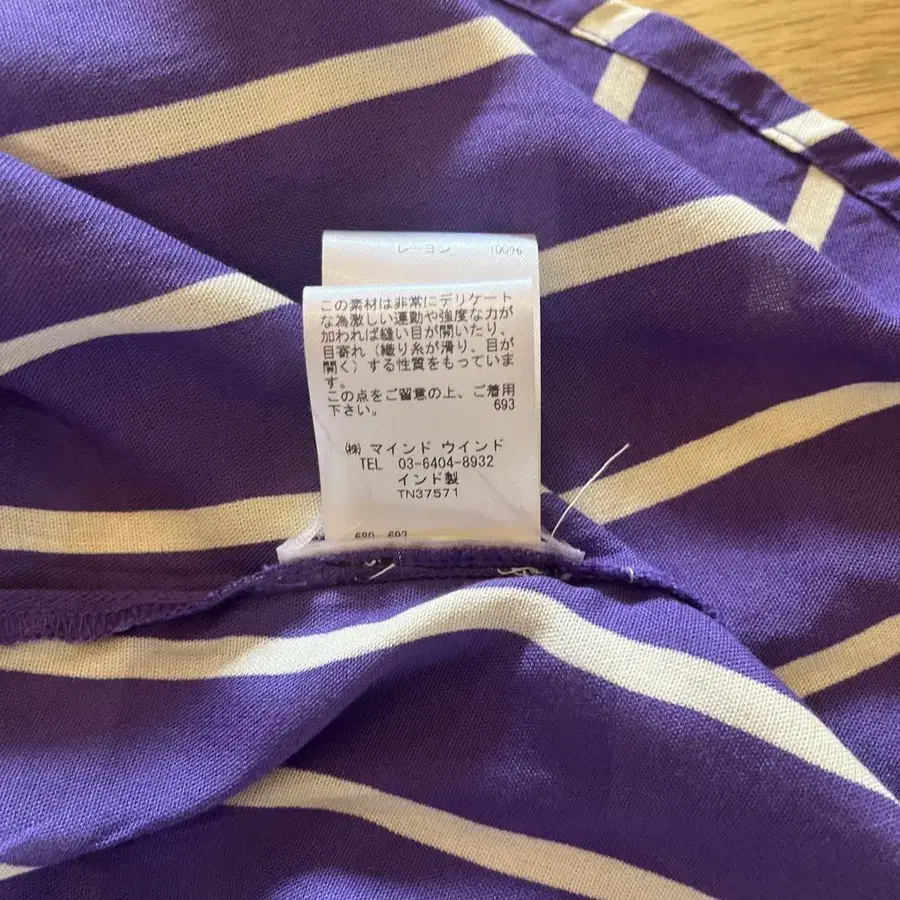 レーヨン 100%
この素材は非常にデリケート
な為激しい運動や強度な力が
加われば縫い目が開いたり、
目寄れ（織り糸が滑り、目が
開く）する性質をもっていま
す。
この点をご留意の上、ご着用
下さい。 693
㈱ マインド ウインド
TEL 03-6404-8932
インド製
TN37571
680 693